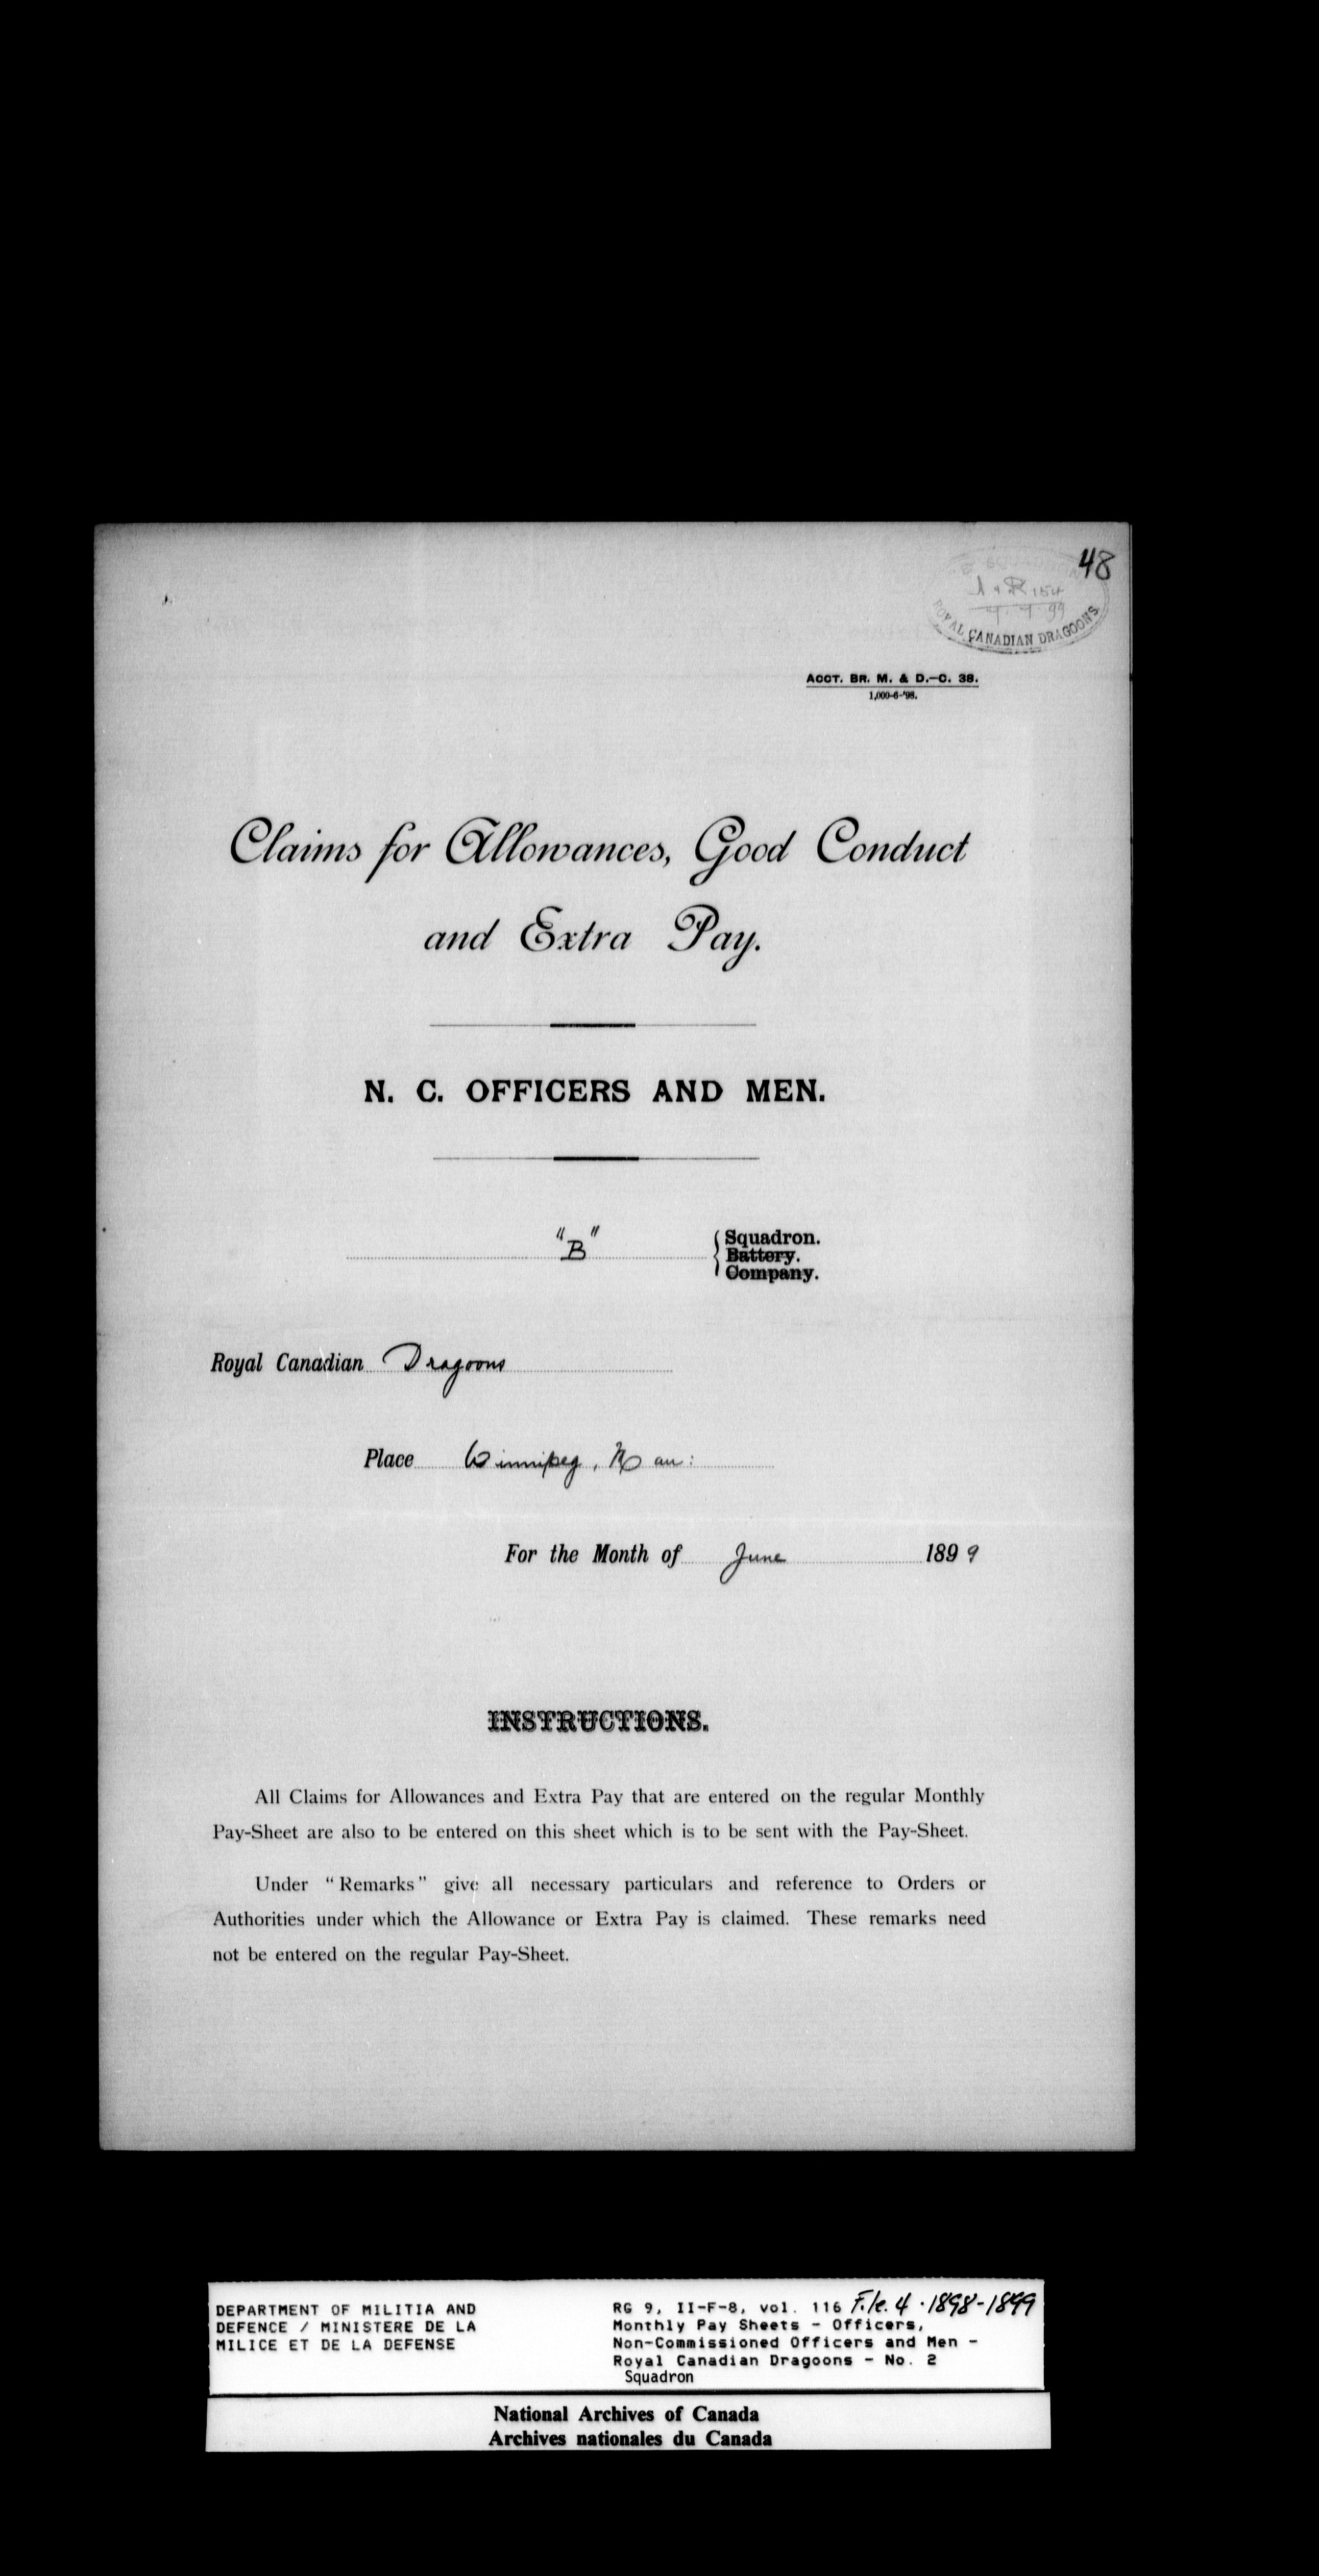 48
SQUADRON
ROYAL CANADIAN DRAGOONS
ACCT. BR. M. & D.–C. 38.
1,000-6-'98.
Claims for Allowances, Good Conduct
and Extra Pay.
N. C. OFFICERS AND MEN.
"B" Squadron.
Battery.
Company.
Royal Canadian Dragoons
Place Winnipeg, Man:
For the Month of June 1899
INSTRUCTIONS.
All Claims for Allowances and Extra Pay that are entered on the regular Monthly
Pay-Sheet are also to be entered on this sheet which is to be sent with the Pay-Sheet.
Under "Remarks" give all necessary particulars and reference to Orders or
Authorities under which the Allowance or Extra Pay is claimed. These remarks need
not be entered on the regular Pay-Sheet.
DEPARTMENT OF MILITIA AND
DEFENCE / MINISTERE DE LA
MILICE ET DE LA DEFENSE
RG 9, II-F-8, vol. 116 File 4 · 1898-1899
Monthly Pay Sheets - Officers,
Non-Commissioned Officers and Men -
Royal Canadian Dragoons - No. 2
Squadron
National Archives of Canada
Archives nationales du Canada